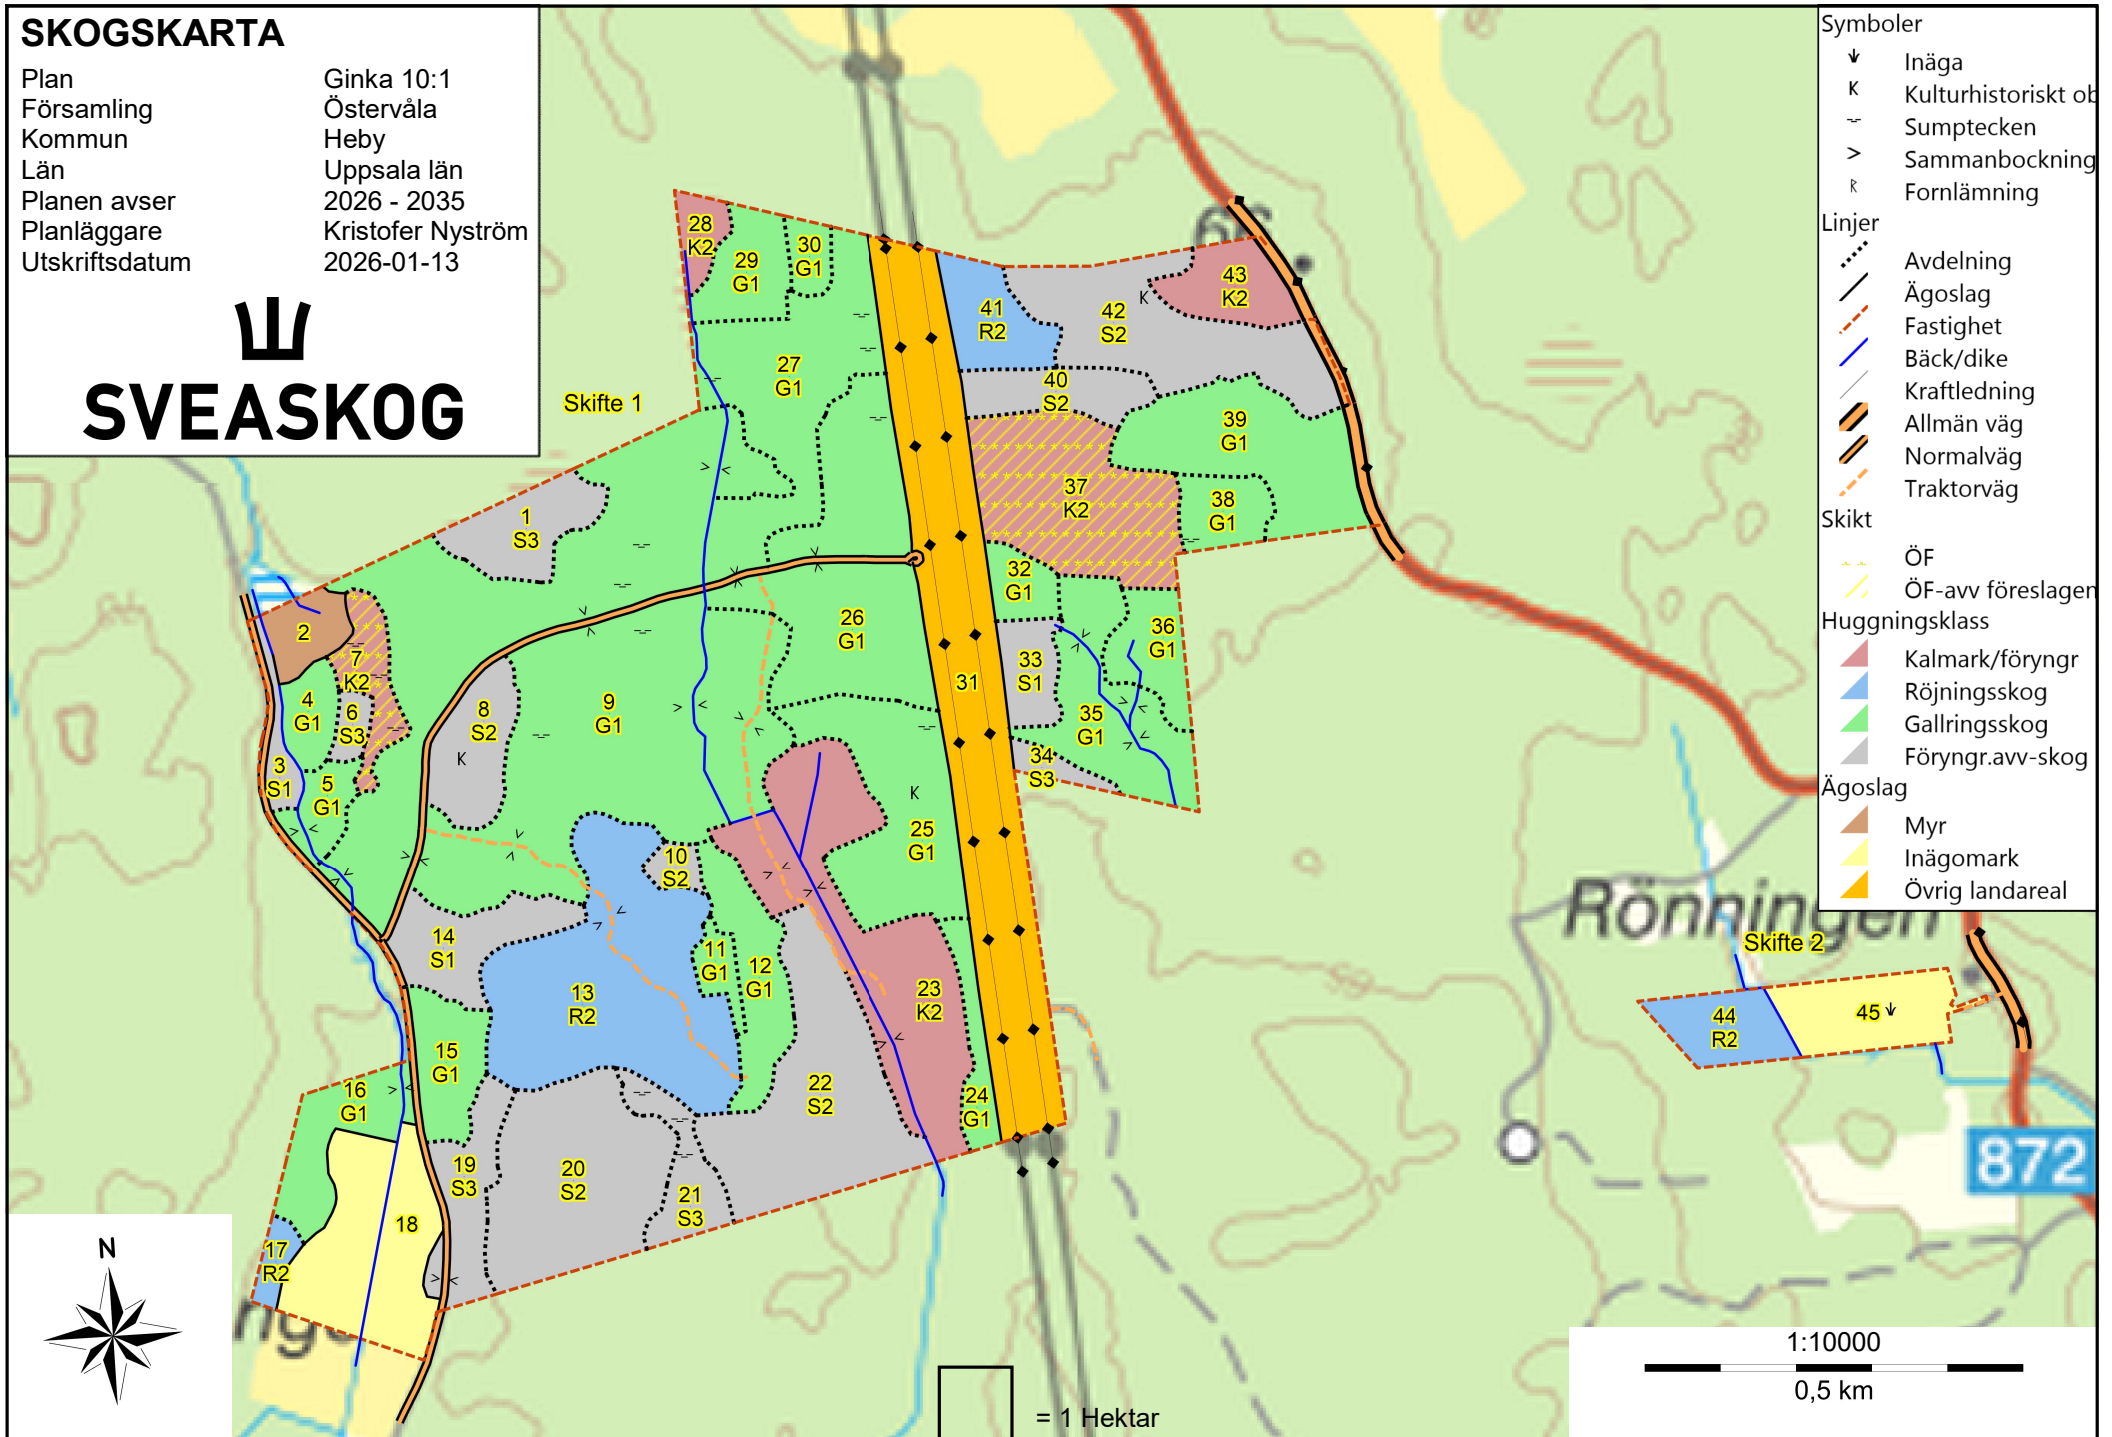 SKOGSKARTA
Plan Ginka 10:1
Församling Östervåla
Kommun Heby
Län Uppsala län
Planen avser 2026 - 2035
Planläggare Kristofer Nyström
Utskriftsdatum 2026-01-13
SVEASKOG
Symboler
Inäga
K Kulturhistoriskt ob
Sumptecken
Sammanbockning
Fornlämning
Linjer
Avdelning
Ägoslag
Fastighet
Bäck/dike
Kraftledning
Allmän väg
Normalväg
Traktorväg
Skikt
ÖF
ÖF-avv föreslagen
Huggningsklass
Kalmark/föryngr
Röjningsskog
Gallringsskog
Föryngr.avv-skog
Ägoslag
Myr
Inägomark
Övrig landareal
Skifte 1
28
K2
29
G1
30
G1
27
G1
41
R2
42
S2
K
43
K2
40
S2
39
G1
37
K2
38
G1
1
S3
2
7
K2
4
G1
6
S3
3
S1
5
G1
8
S2
K
9
G1
26
G1
31
32
G1
33
S1
34
S3
35
G1
36
G1
K
25
G1
10
S2
11
G1
12
G1
13
R2
14
S1
15
G1
16
G1
17
R2
18
19
S3
20
S2
21
S3
22
S2
23
K2
24
G1
Rönningen
Skifte 2
44
R2
45
872
N
= 1 Hektar
1:10000
0,5 km